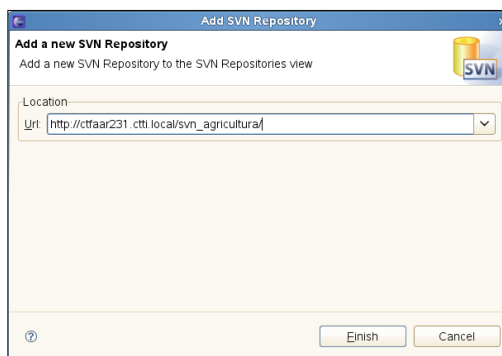 Add SVN Repository
Add a new SVN Repository
Add a new SVN Repository to the SVN Repositories view
SVN
Location
Url: http://ctfaar231.ctti.local/svn_agricultura/
?
Finish
Cancel